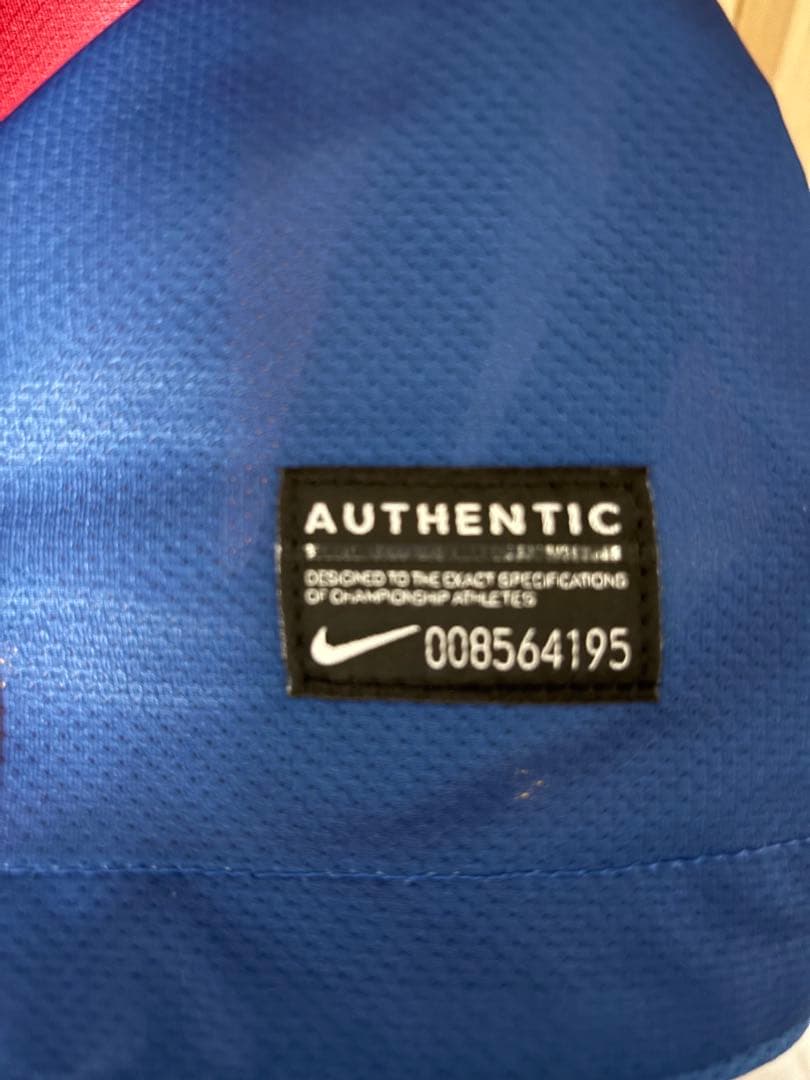 AUTHENTIC
DESIGNED TO THE EXACT SPECIFICATIONS
OF CHAMPIONSHIP ATHLETES
008564195